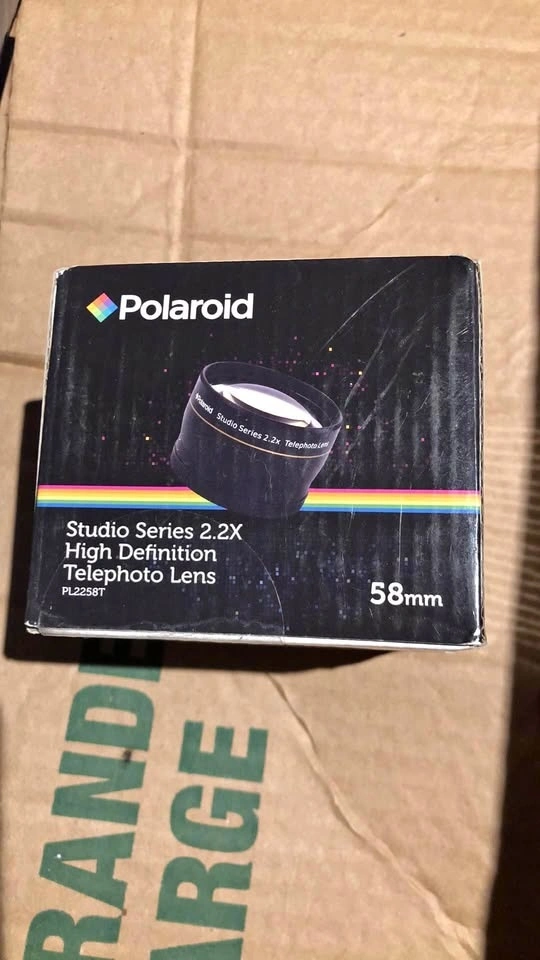 Polaroid
Polaroid Studio Series 2.2x Telephoto Lens
Studio Series 2.2X
High Definition
Telephoto Lens
PL2258T
58mm
RANDE
ARGE